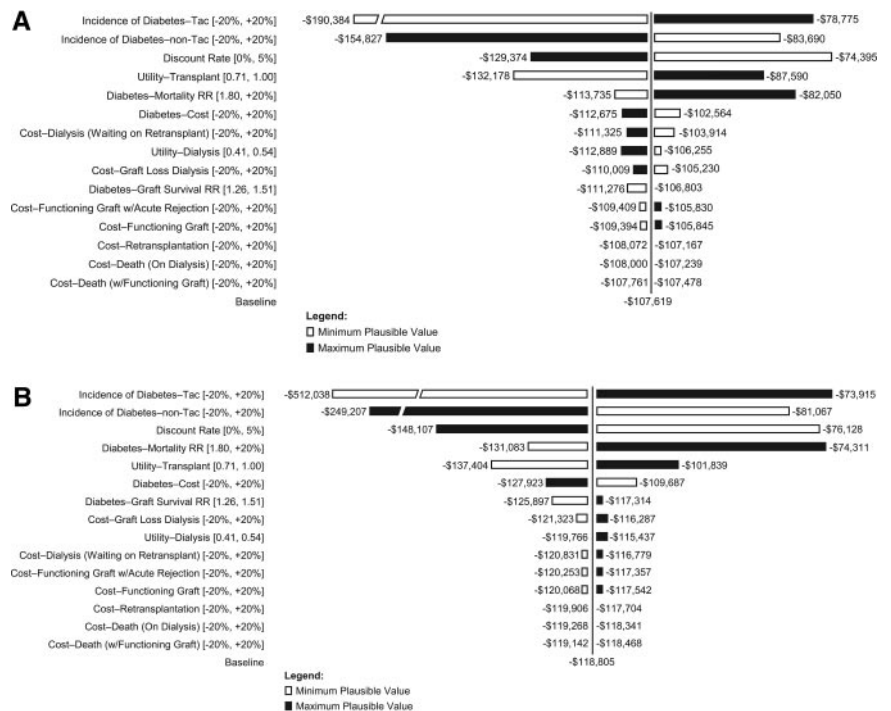 A
Incidence of Diabetes–Tac [-20%, +20%] -$190,384 -$78,775
Incidence of Diabetes–non-Tac [-20%, +20%] -$154,827 -$83,690
Discount Rate [0%, 5%] -$129,374 -$74,395
Utility–Transplant [0.71, 1.00] -$132,178 -$87,590
Diabetes–Mortality RR [1.80, +20%] -$113,735 -$82,050
Diabetes–Cost [-20%, +20%] -$112,675 -$102,564
Cost–Dialysis (Waiting on Retransplant) [-20%, +20%] -$111,325 -$103,914
Utility–Dialysis [0.41, 0.54] -$112,889 -$106,255
Cost–Graft Loss Dialysis [-20%, +20%] -$110,009 -$105,230
Diabetes–Graft Survival RR [1.26, 1.51] -$111,276 -$106,803
Cost–Functioning Graft w/Acute Rejection [-20%, +20%] -$109,409 -$105,830
Cost–Functioning Graft [-20%, +20%] -$109,394 -$105,845
Cost–Retransplantation [-20%, +20%] -$108,072 -$107,167
Cost–Death (On Dialysis) [-20%, +20%] -$108,000 -$107,239
Cost–Death (w/Functioning Graft) [-20%, +20%] -$107,761 -$107,478
Baseline -$107,619
Legend:
Minimum Plausible Value
Maximum Plausible Value
B
Incidence of Diabetes–Tac [-20%, +20%] -$512,038 -$73,915
Incidence of Diabetes–non-Tac [-20%, +20%] -$249,207 -$81,067
Discount Rate [0%, 5%] -$148,107 -$76,128
Diabetes–Mortality RR [1.80, +20%] -$131,083 -$74,311
Utility–Transplant [0.71, 1.00] -$137,404 -$101,839
Diabetes–Cost [-20%, +20%] -$127,923 -$109,687
Diabetes–Graft Survival RR [1.26, 1.51] -$125,897 -$117,314
Cost–Graft Loss Dialysis [-20%, +20%] -$121,323 -$116,287
Utility–Dialysis [0.41, 0.54] -$119,766 -$115,437
Cost–Dialysis (Waiting on Retransplant) [-20%, +20%] -$120,831 -$116,779
Cost–Functioning Graft w/Acute Rejection [-20%, +20%] -$120,253 -$117,357
Cost–Functioning Graft [-20%, +20%] -$120,068 -$117,542
Cost–Retransplantation [-20%, +20%] -$119,906 -$117,704
Cost–Death (On Dialysis) [-20%, +20%] -$119,268 -$118,341
Cost–Death (w/Functioning Graft) [-20%, +20%] -$119,142 -$118,468
Baseline -$118,805
Legend:
Minimum Plausible Value
Maximum Plausible Value